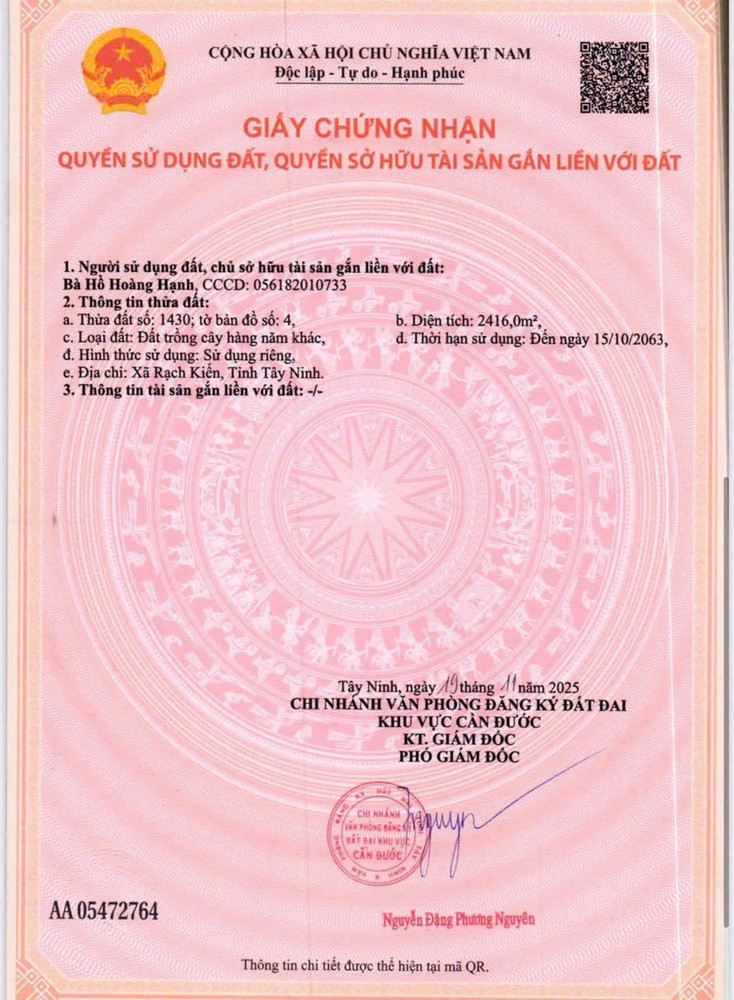 CỘNG HÒA XÃ HỘI CHỦ NGHĨA VIỆT NAM
Độc lập - Tự do - Hạnh phúc
GIẤY CHỨNG NHẬN
QUYỀN SỬ DỤNG ĐẤT, QUYỀN SỞ HỮU TÀI SẢN GẮN LIỀN VỚI ĐẤT
1. Người sử dụng đất, chủ sở hữu tài sản gắn liền với đất:
Bà Hồ Hoàng Hạnh, CCCD: 056182010733
2. Thông tin thửa đất:
a. Thửa đất số: 1430; tờ bản đồ số: 4, b. Diện tích: 2416,0m²,
c. Loại đất: Đất trồng cây hàng năm khác, d. Thời hạn sử dụng: Đến ngày 15/10/2063,
đ. Hình thức sử dụng: Sử dụng riêng,
e. Địa chỉ: Xã Rạch Kiến, Tỉnh Tây Ninh.
3. Thông tin tài sản gắn liền với đất: -/-
Tây Ninh, ngày 19 tháng 11 năm 2025
CHI NHÁNH VĂN PHÒNG ĐĂNG KÝ ĐẤT ĐAI
KHU VỰC CẦN ĐƯỚC
KT. GIÁM ĐỐC
PHÓ GIÁM ĐỐC
CHI NHÁNH
VĂN PHÒNG ĐĂNG KÝ
ĐẤT ĐAI KHU VỰC
CẦN ĐƯỚC
Nguyễn Đặng Phương Nguyên
AA 05472764
Thông tin chi tiết được thể hiện tại mã QR.